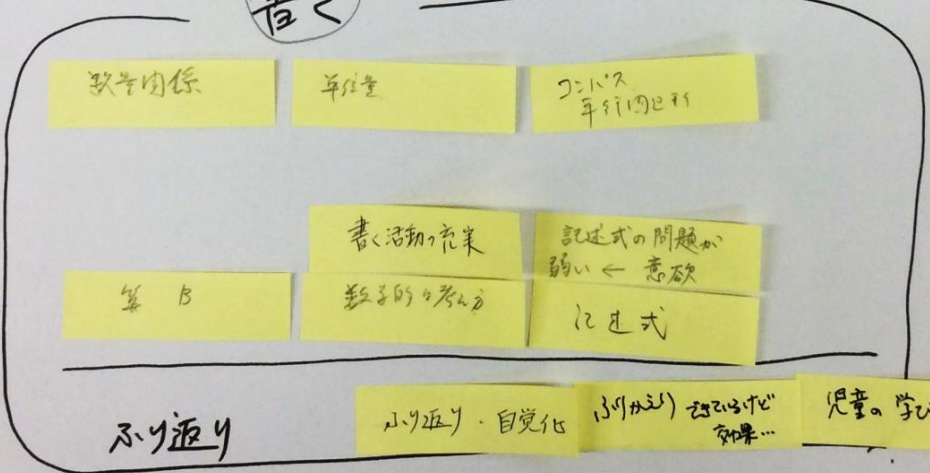 書く
数量関係
単位量
コンパス
平行四辺形
書く活動の充実
記述式の問題が
弱い ← 意欲
算 B
数学的な考え方
記述式
ふり返り
ふり返り・自覚化
ふりかえり できているけど
効果…
児童の 学び